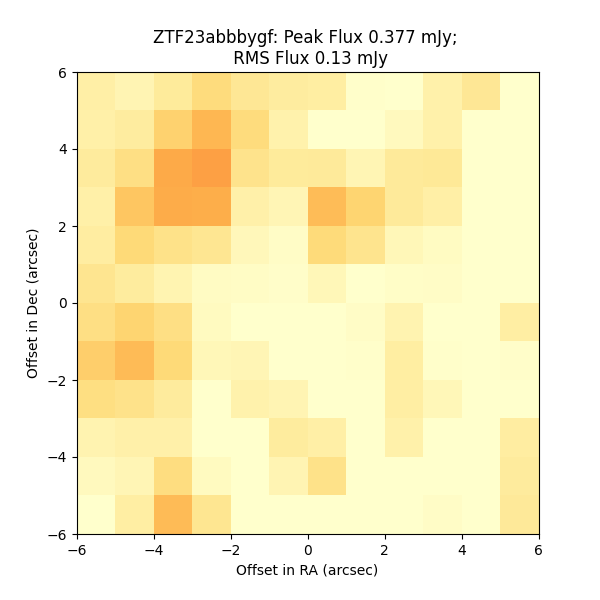 ZTF23abbbygf: Peak Flux 0.377 mJy;
RMS Flux 0.13 mJy
6
4
2
0
−2
−4
−6
Offset in Dec (arcsec)
−6 −4 −2 0 2 4 6
Offset in RA (arcsec)